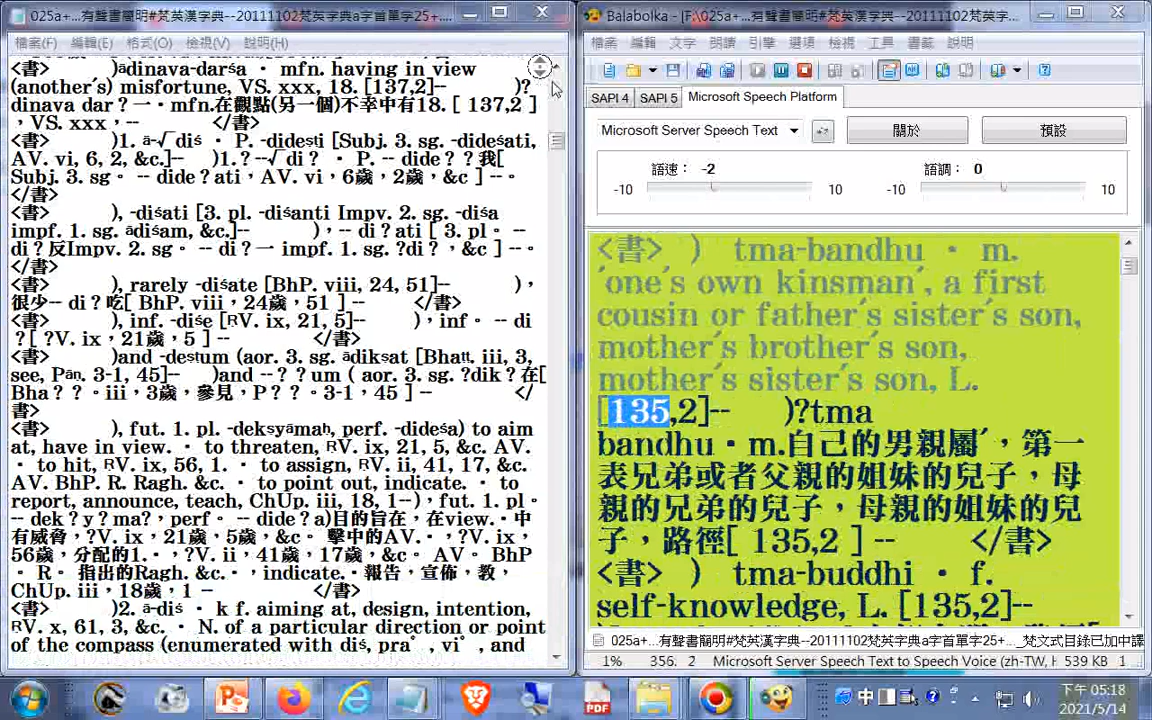 025a+...有聲書簡明#梵英漢字典--20111102梵英字典a字首單字25+...
檔案(F) 編輯(E) 格式(O) 檢視(V) 說明(H)
<書> )ādinava-darśa • mfn. having in view
(another's) misfortune, VS. xxx, 18. [137,2]-- )?
dinava dar？一・mfn.在觀點(另一個)不幸中有18. [ 137,2 ]
，VS. xxx， </書>
<書> )1. ā-√diś • P. -didesṭi [Subj. 3. sg. -dideśati,
AV. vi, 6, 2, &c.]-- )1.?--√di？ • P. -- dide？？我[
Subj. 3. sg。 -- dide？ati，AV. vi，6歲，2歲，&c ] --。
</書>
<書> ), -diśati [3. pl. -diśanti Impv. 2. sg. -diśa
impf. 1. sg. ādiśam, &c.]-- )，-- di？ati [ 3. pl。--
di？反Impv. 2. sg。 -- di？一 impf. 1. sg. ?di？，&c ] --。
</書>
<書> ), rarely -diśate [BhP. viii, 24, 51]-- )，
很少-- di？吃[ BhP. viii，24歲，51 ] -- </書>
<書> ), inf. -diśe [RV. ix, 21, 5]-- )，inf。 -- di
？[ ?V. ix，21歲，5 ] -- </書>
<書> )and -desṭum (aor. 3. sg. ādiksat [Bhaṭṭ. iii, 3,
see, Pāṇ. 3-1, 45]-- )and --？？um ( aor. 3. sg. ?dik？在[
Bha？？。iii，3歲，參見，P？？。3-1，45 ] -- </
書>
<書> ), fut. 1. pl. -deksyāmaḥ, perf. -dideśa) to aim
at, have in view. • to threaten, RV. ix, 21, 5, &c. AV.
• to hit, RV. ix, 56, 1. • to assign, RV. ii, 41, 17, &c.
AV. BhP. R. Ragh. &c. • to point out, indicate. • to
report, announce, teach, ChUp. iii, 18, 1--)，fut. 1. pl。
-- dek？y？ma?，perf。 -- dide？a)目的旨在，在view.・中
有威脅，?V. ix，21歲，5歲，&c。 擊中的AV.・，?V. ix，
56歲，分配的1.・，?V. ii，41歲，17歲，&c。 AV。 BhP
。R。 指出的Ragh. &c.・，indicate.・報告，宣佈，教，
ChUp. iii，18歲，1 -- </書>
<書> )2. ā-diś • k f. aiming at, design, intention,
RV. x, 61, 3, &c. • N. of a particular direction or point
of the compass (enumerated with diś, pra°, vi°, and
Balabolka - [F:\025a+...有聲書簡明#梵英漢字典--20111102梵英字...
檔案 編輯 文字 朗讀 引擎 選項 檢視 工具 書籤 說明
SAPI 4 SAPI 5 Microsoft Speech Platform
Microsoft Server Speech Text 關於 預設
語速： -2 語調： 0
-10 10 -10 10
<書> ) tma-bandhu • m.
'one's own kinsman', a first
cousin or father's sister's son,
mother's brother's son,
mother's sister's son, L.
[135,2]-- )?tma
bandhu・m.自己的男親屬′，第一
表兄弟或者父親的姐妹的兒子，母
親的兄弟的兒子，母親的姐妹的兒
子，路徑[ 135,2 ] -- </書>
<書> ) tma-buddhi • f.
self-knowledge, L. [135,2]--
025a+...有聲書簡明#梵英漢字典--20111102梵英字典a字首單字25+..._梵文式目錄已加中譯
1% 356. 2 Microsoft Server Speech Text to Speech Voice (zh-TW, H 539 KB 1
中 下午 05:18
2021/5/14